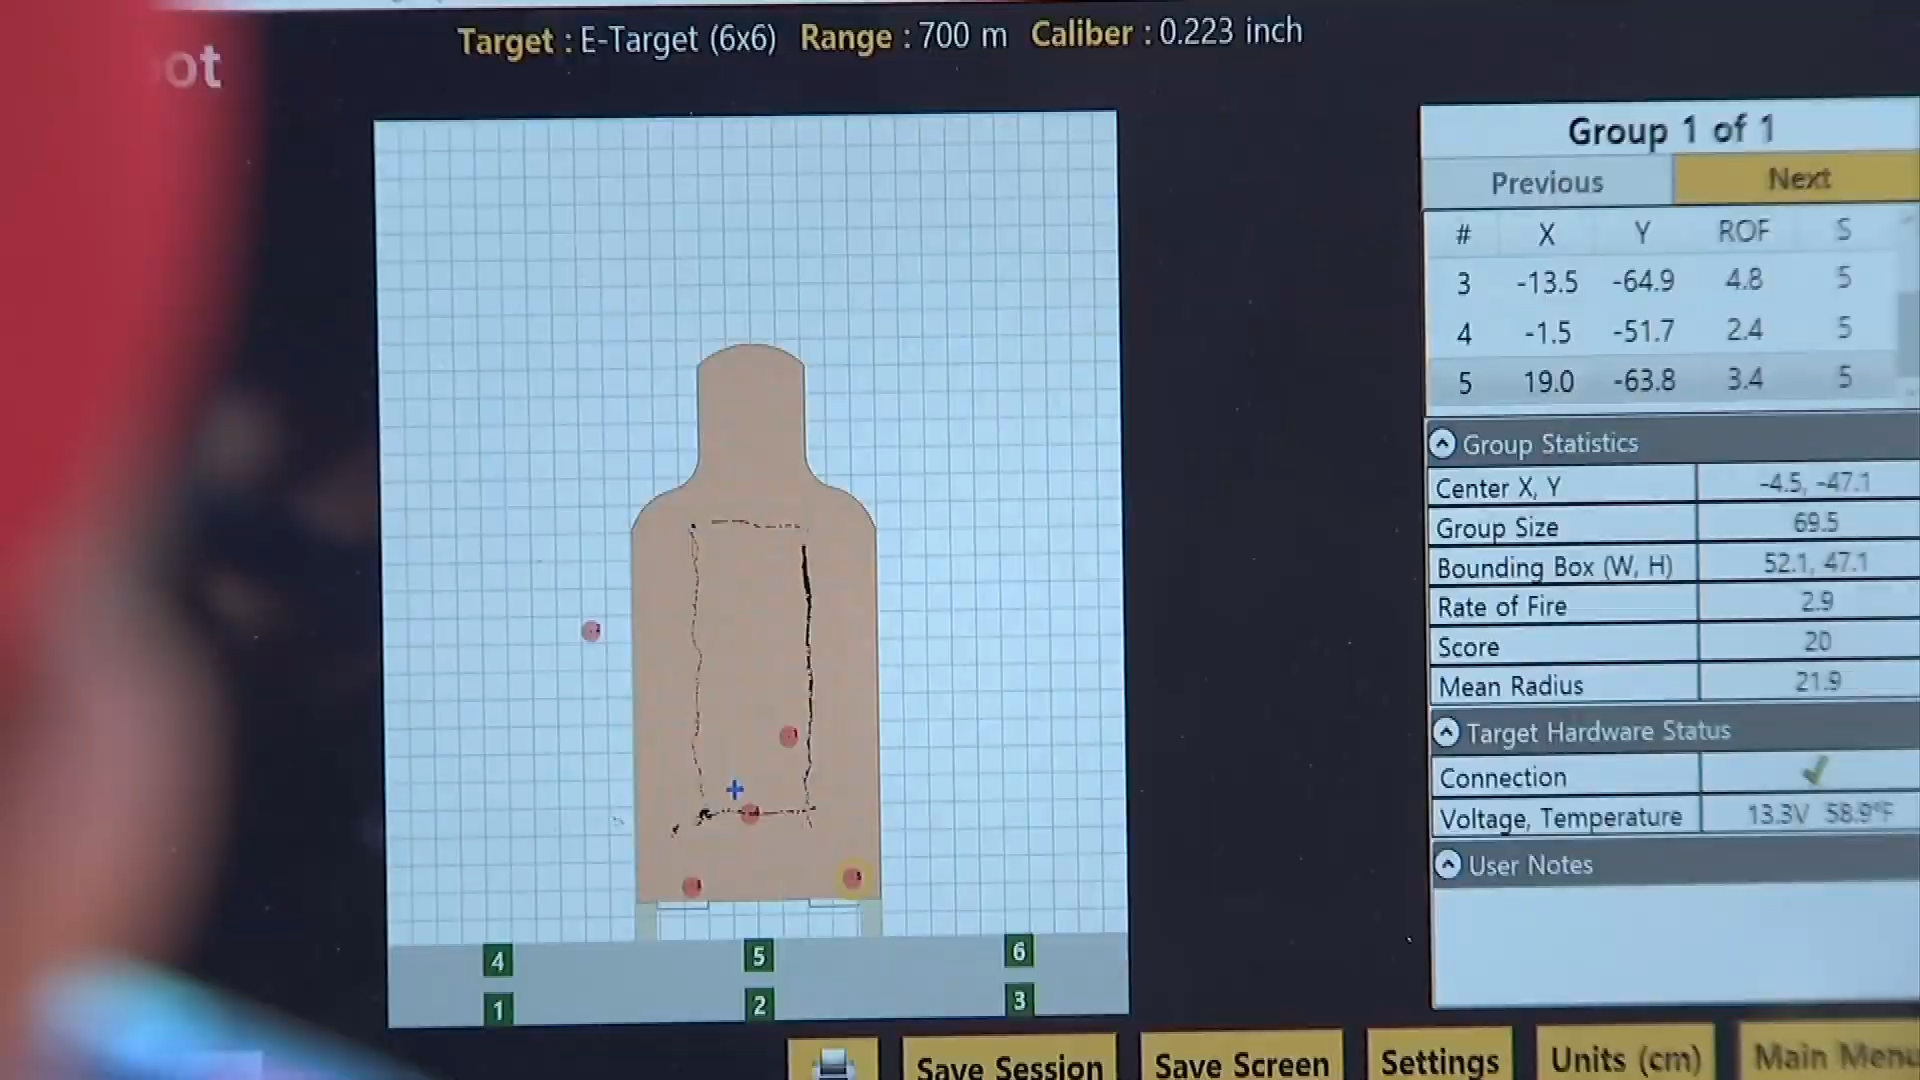 ot
Target : E-Target (6x6) Range : 700 m Caliber : 0.223 inch
Group 1 of 1
Previous Next
# X Y ROF S
3 -13.5 -64.9 4.8 5
4 -1.5 -51.7 2.4 5
5 19.0 -63.8 3.4 5
Group Statistics
Center X, Y -4.5, -47.1
Group Size 69.5
Bounding Box (W, H) 52.1, 47.1
Rate of Fire 2.9
Score 20
Mean Radius 21.9
Target Hardware Status
Connection
Voltage, Temperature 13.3V 58.9°F
User Notes
4 5 6
1 2 3
Save Session Save Screen Settings Units (cm) Main Menu